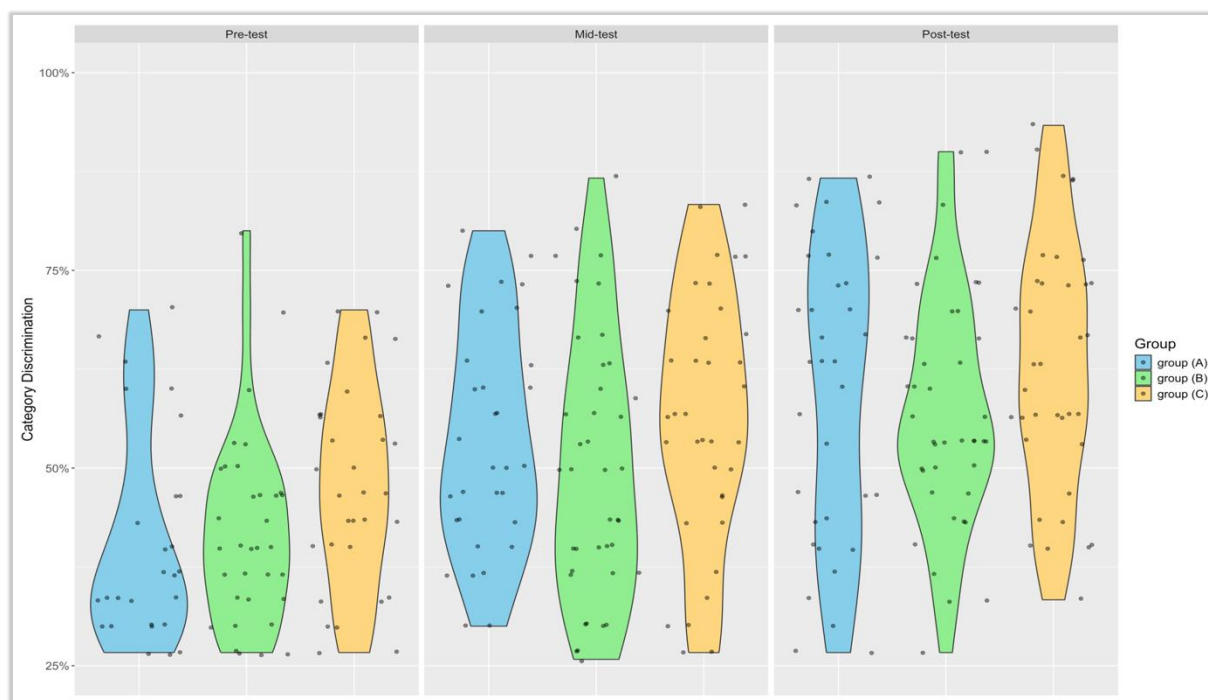 Pre-test
Mid-test
Post-test
100%
75%
50%
25%
Category Discrimination
Group
group (A)
group (B)
group (C)